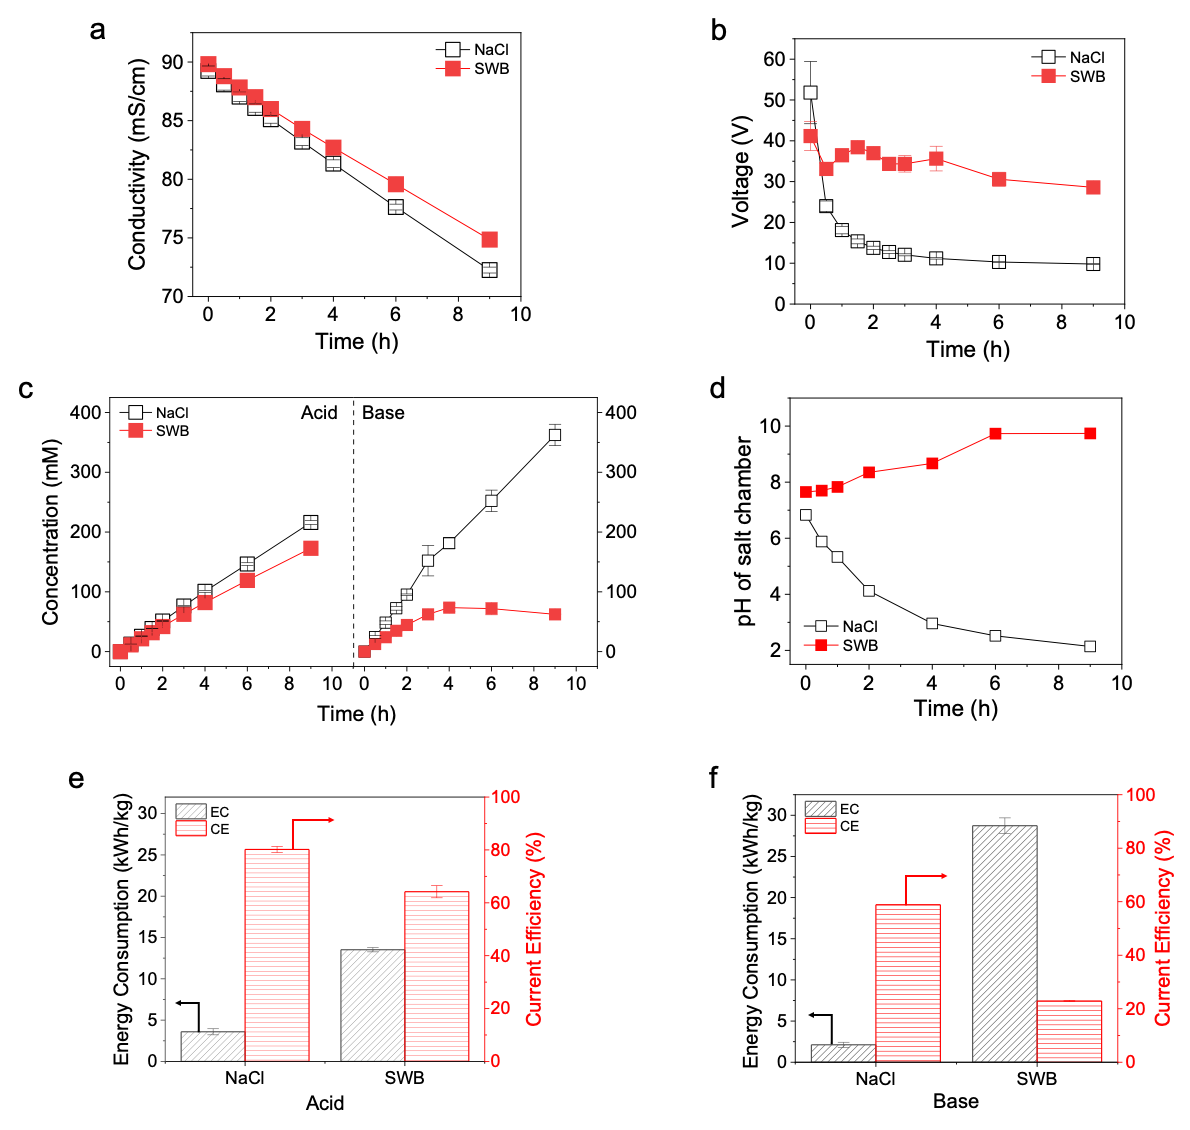 a
NaCl
SWB
90
85
80
75
70
Conductivity (mS/cm)
0 2 4 6 8 10
Time (h)
b
NaCl
SWB
60
50
40
30
20
10
0
Voltage (V)
0 2 4 6 8 10
Time (h)
c
NaCl
SWB
Acid
Base
400
300
200
100
0
400
300
200
100
0
Concentration (mM)
0 2 4 6 8 10 0 2 4 6 8 10
Time (h)
d
10
8
6
4
2
pH of salt chamber
NaCl
SWB
0 2 4 6 8 10
Time (h)
e
EC
CE
30
25
20
15
10
5
0
Energy Consumption (kWh/kg)
100
80
60
40
20
0
Current Efficiency (%)
NaCl SWB
Acid
f
EC
CE
30
25
20
15
10
5
0
Energy Consumption (kWh/kg)
100
80
60
40
20
0
Current Efficiency (%)
NaCl SWB
Base